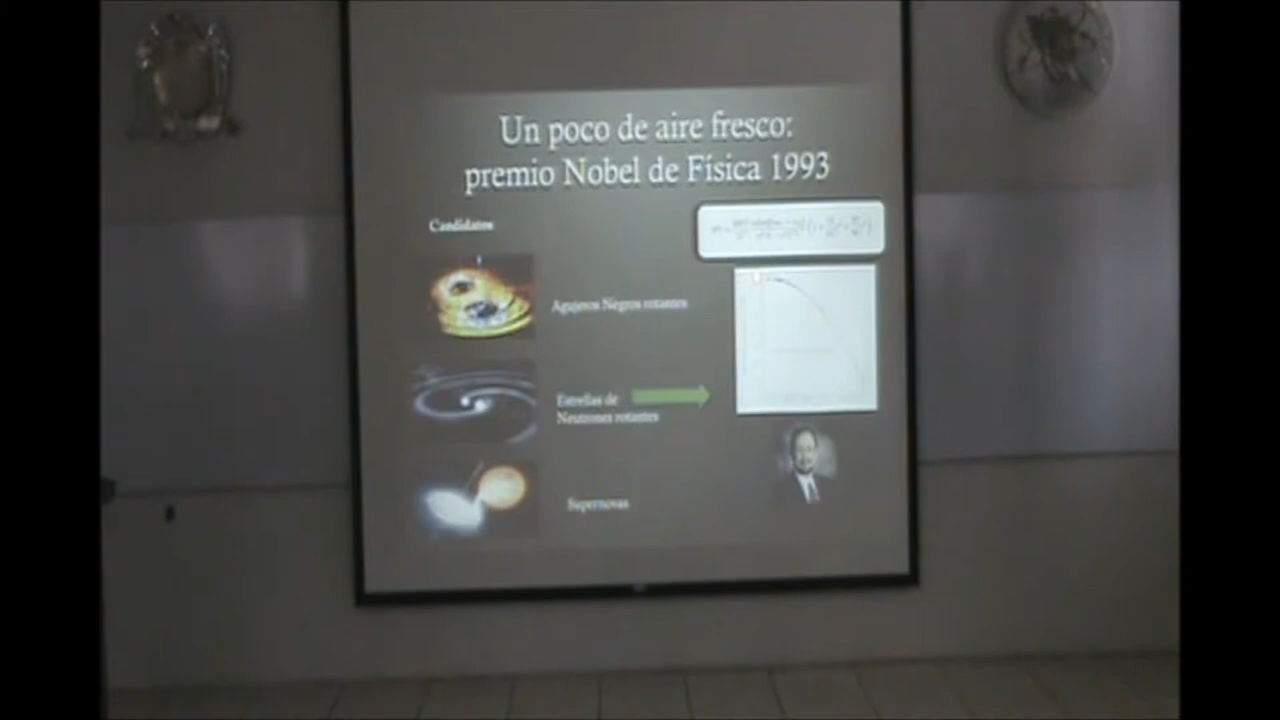 Un poco de aire fresco:
premio Nobel de Física 1993
Candidatos
Agujeros Negros rotantes
Estrellas de
Neutrones rotantes
Supernovas